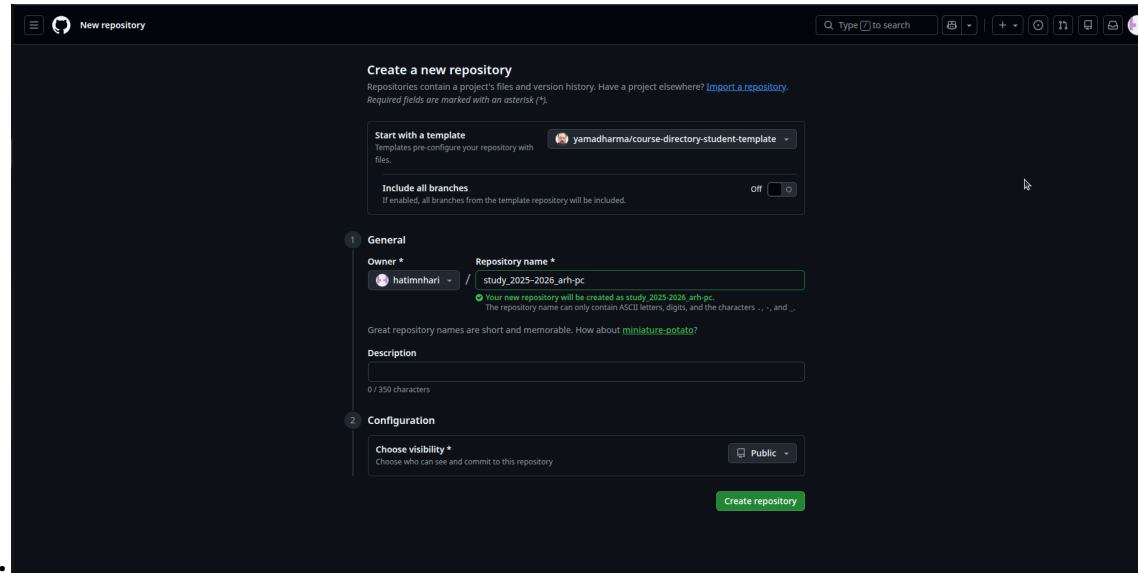 New repository
Type / to search
Create a new repository
Repositories contain a project's files and version history. Have a project elsewhere? Import a repository.
Required fields are marked with an asterisk (*).
Start with a template
Templates pre-configure your repository with
files.
yamadharma/course-directory-student-template
Include all branches
If enabled, all branches from the template repository will be included.
Off
1
General
Owner *
Repository name *
hatimnhari
/
study_2025–2026_arh-pc
Your new repository will be created as study_2025-2026_arh-pc.
The repository name can only contain ASCII letters, digits, and the characters ., -, and _.
Great repository names are short and memorable. How about miniature-potato?
Description
0 / 350 characters
2
Configuration
Choose visibility *
Choose who can see and commit to this repository
Public
Create repository